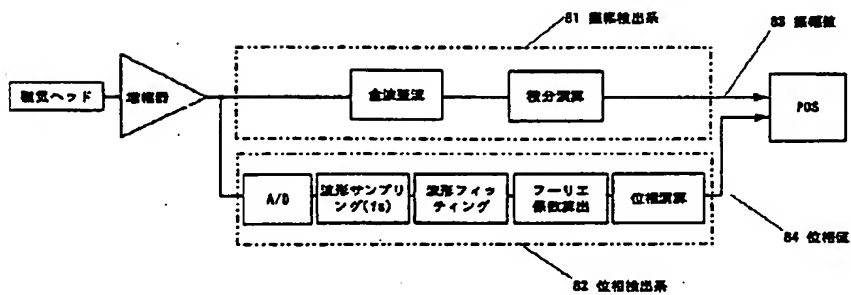 81 振幅検出系
83 振幅値
磁気ヘッド
増幅器
全波整流
積分演算
POS
A/D
波形サンプリ
ング(fs)
波形フィッ
ティング
フーリエ
係数算出
位相演算
84 位相値
82 位相検出系